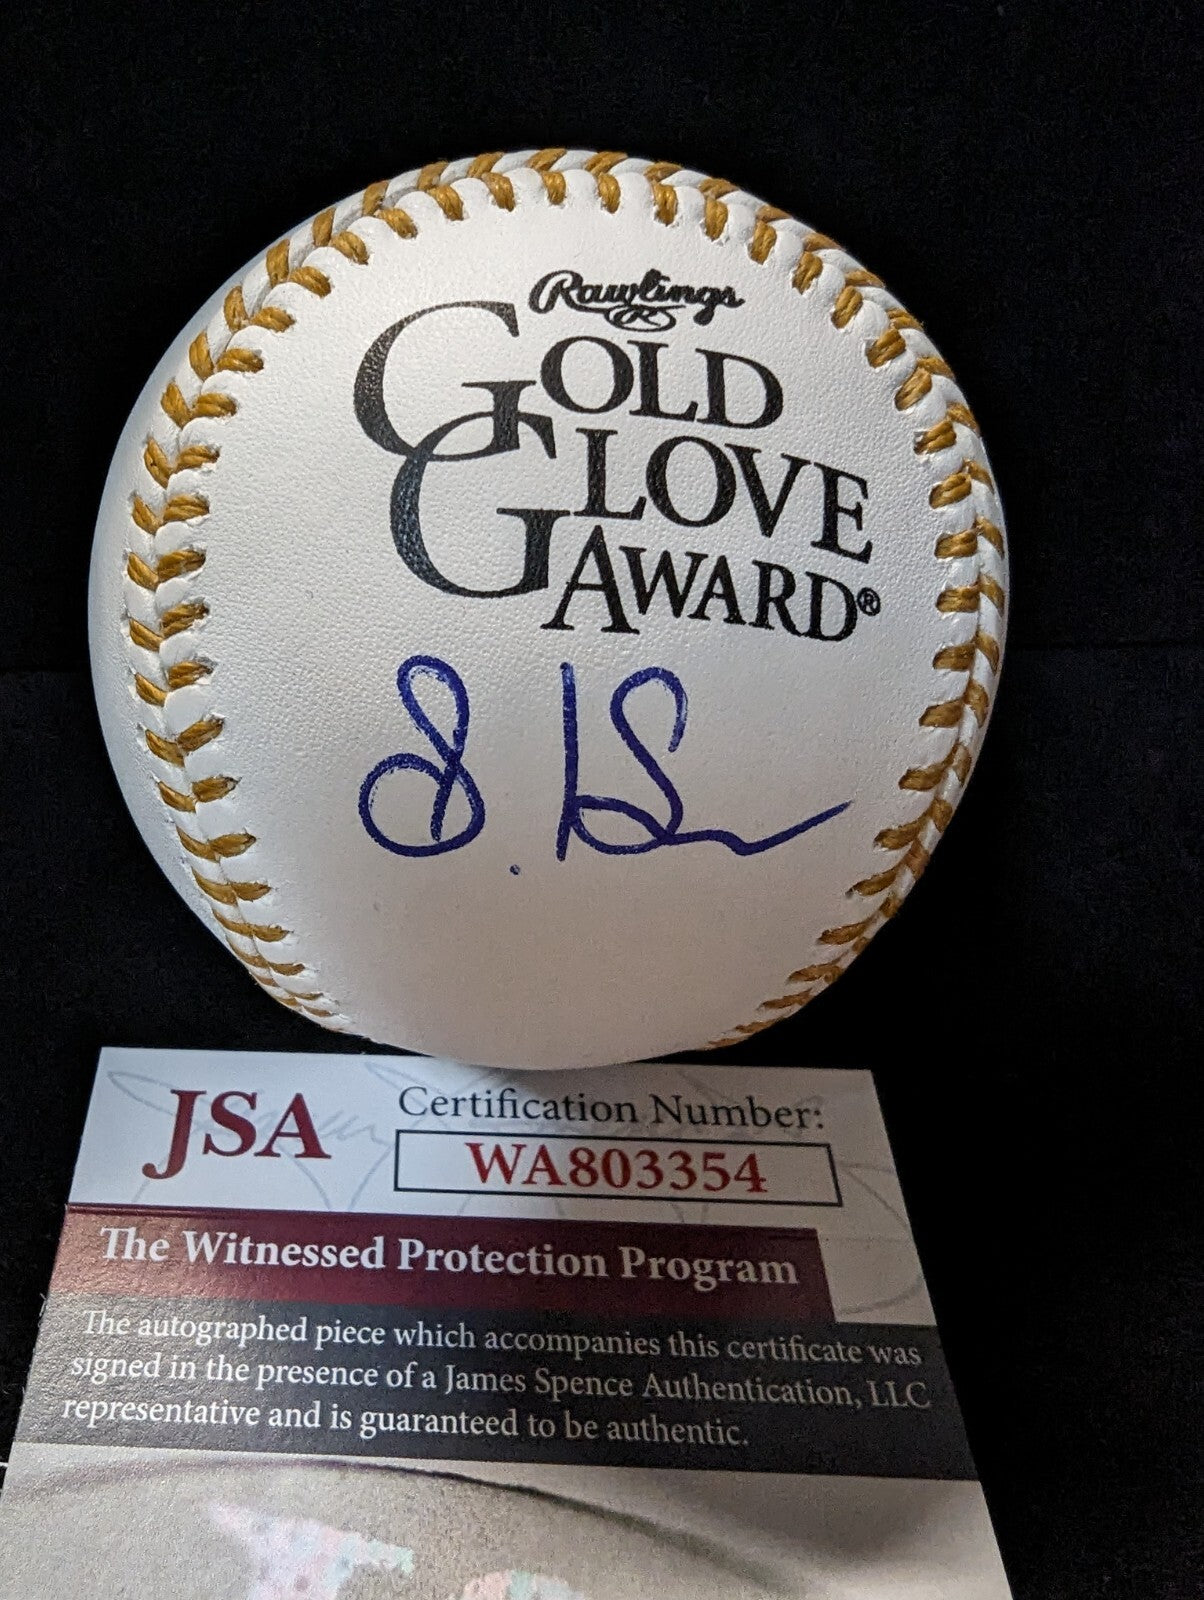 Rawlings
R
GOLD
GLOVE
AWARD®
JSA
Certification Number:
WA803354
The Witnessed Protection Program
The autographed piece which accompanies this certificate was
signed in the presence of a James Spence Authentication, LLC
representative and is guaranteed to be authentic.